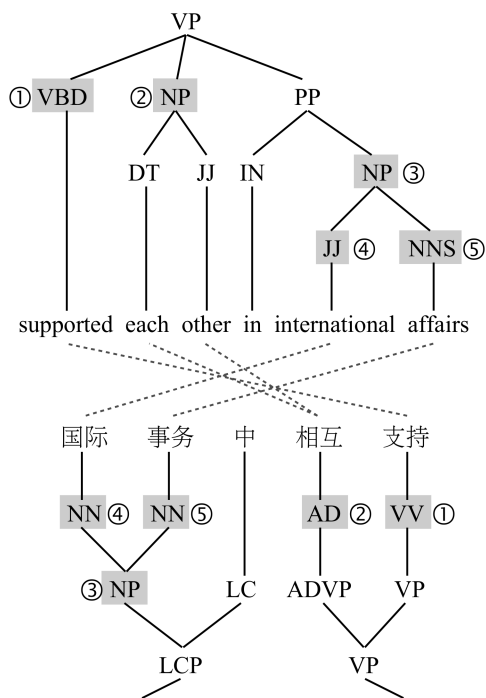 VP
① VBD ② NP PP
DT JJ IN NP ③
JJ ④ NNS ⑤
supported each other in international affairs
国际 事务 中 相互 支持
NN ④ NN ⑤ AD ② VV ①
③ NP LC ADVP VP
LCP VP